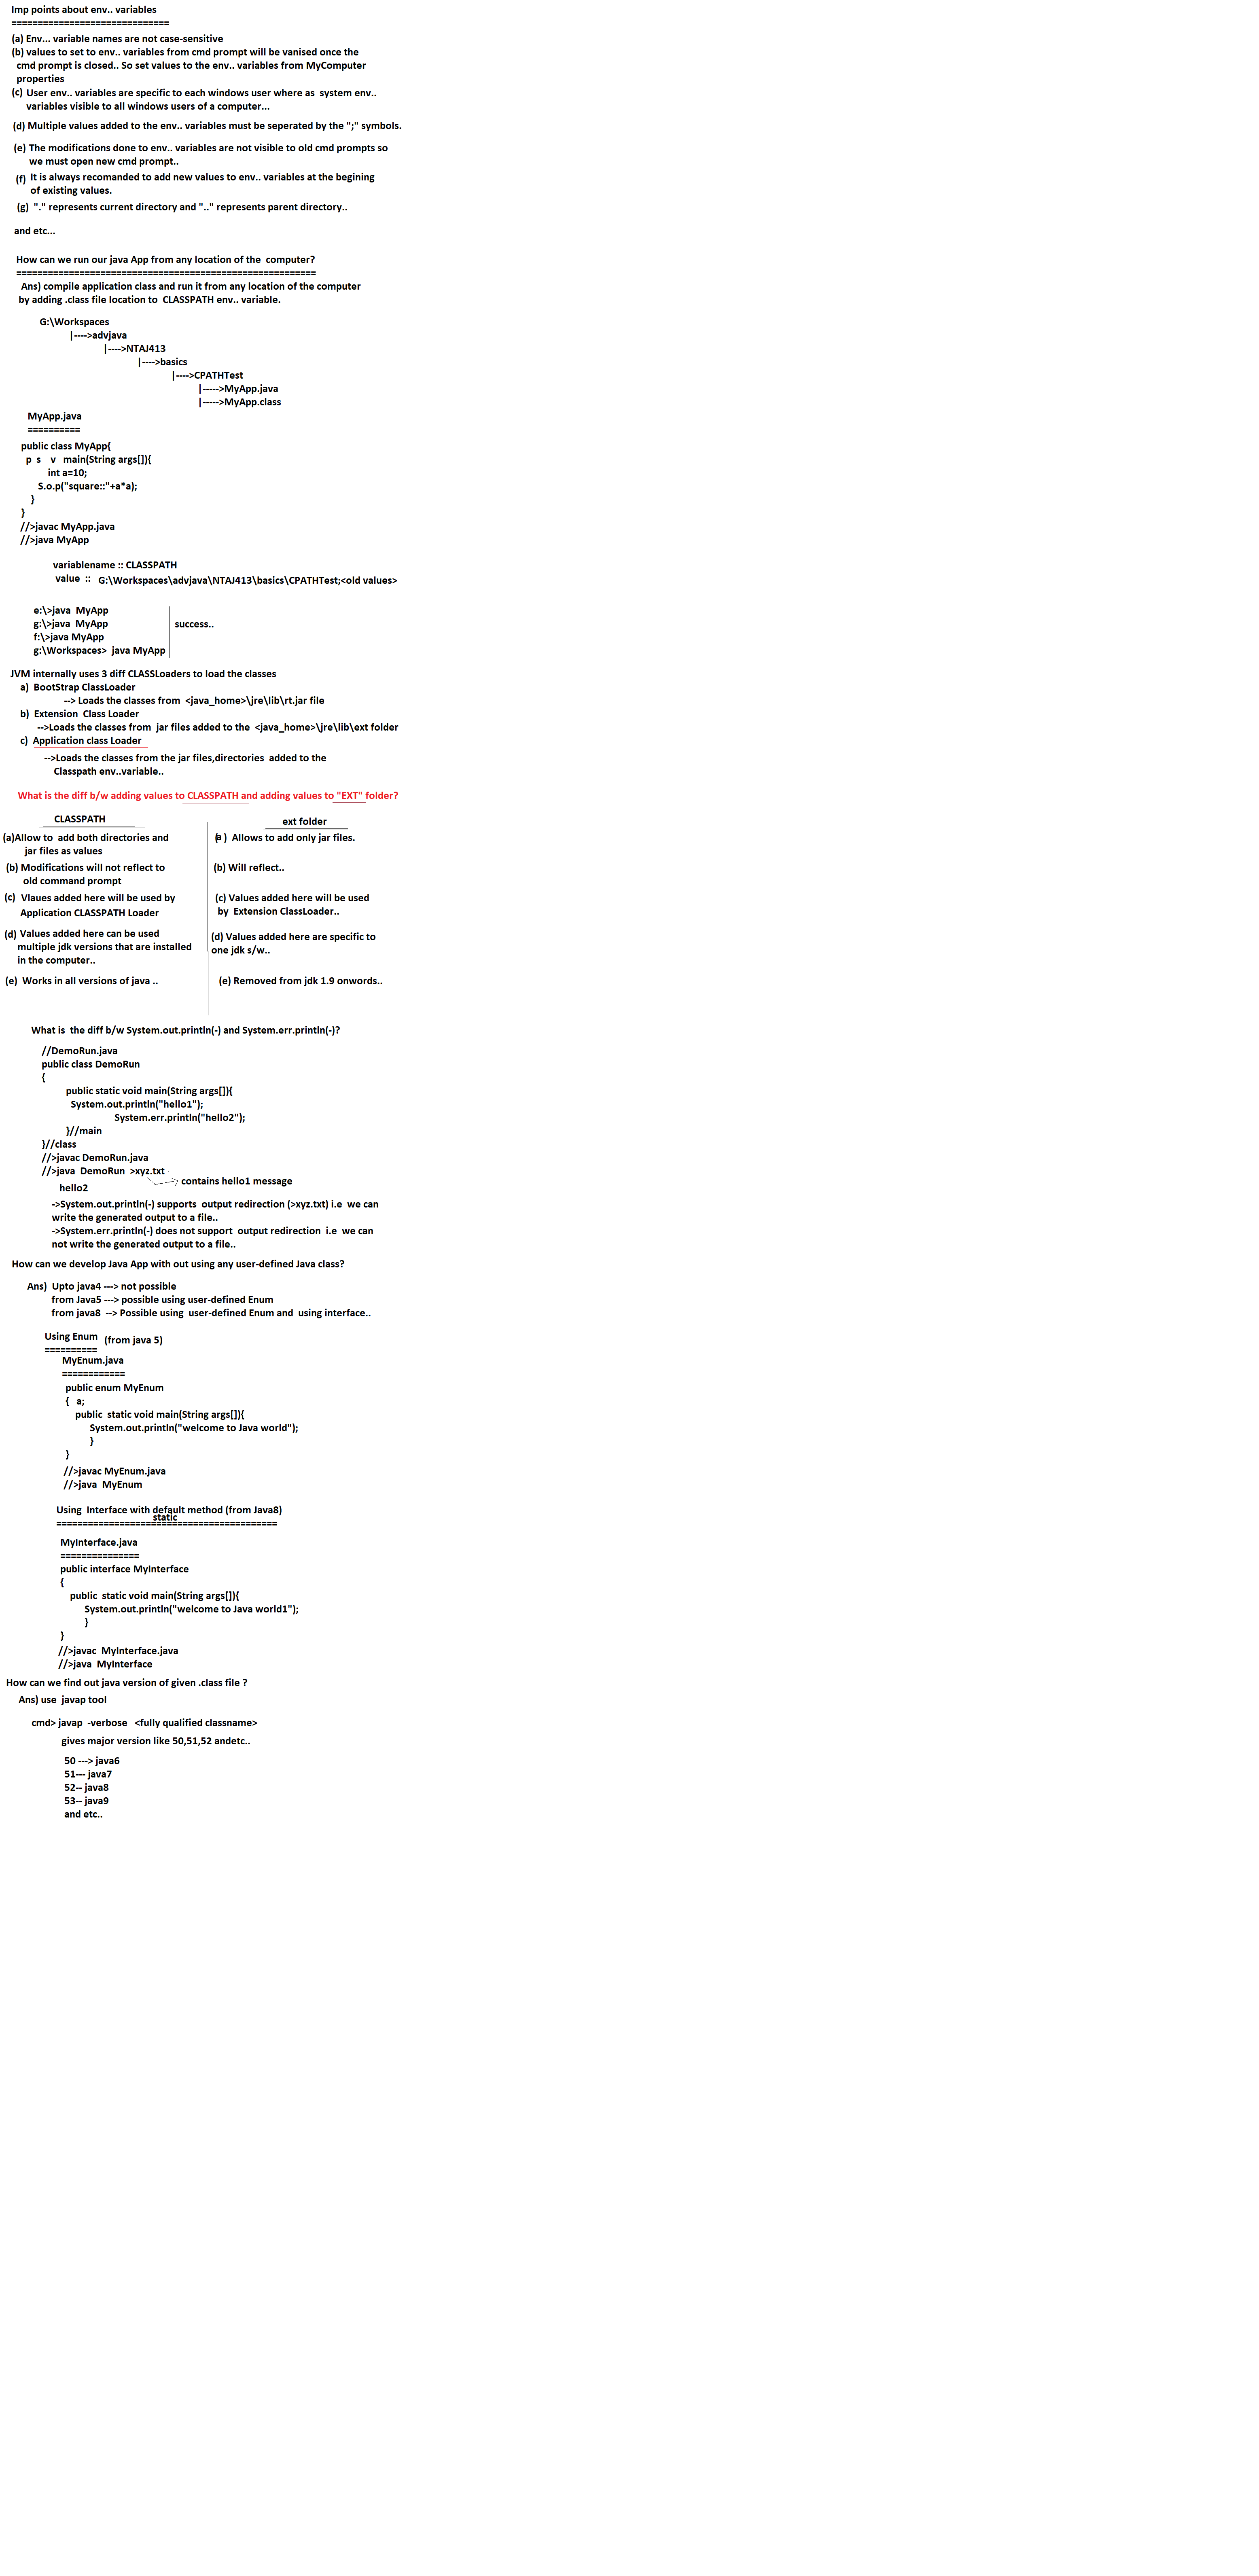 Imp points about env.. variables
==============================
(a) Env... variable names are not case-sensitive
(b) values to set to env.. variables from cmd prompt will be vanised once the
cmd prompt is closed.. So set values to the env.. variables from MyComputer
properties
(c) User env.. variables are specific to each windows user where as system env..
variables visible to all windows users of a computer...
(d) Multiple values added to the env.. variables must be seperated by the ";" symbols.
(e) The modifications done to env.. variables are not visible to old cmd prompts so
we must open new cmd prompt..
(f) It is always recomanded to add new values to env.. variables at the begining
of existing values.
(g) "." represents current directory and ".." represents parent directory..
and etc...
How can we run our java App from any location of the computer?
=========================================================
Ans) compile application class and run it from any location of the computer
by adding .class file location to CLASSPATH env.. variable.
G:\Workspaces
|---->advjava
|---->NTAJ413
|---->basics
|---->CPATHTest
|----->MyApp.java
|----->MyApp.class
MyApp.java
==========
public class MyApp{
p s v main(String args[]){
int a=10;
S.o.p("square::"+a*a);
}
}
//>javac MyApp.java
//>java MyApp
variablename :: CLASSPATH
value :: G:\Workspaces\advjava\NTAJ413\basics\CPATHTest;<old values>
e:\>java MyApp
g:\>java MyApp
success..
f:\>java MyApp
g:\Workspaces> java MyApp
JVM internally uses 3 diff CLASSLoaders to load the classes
a) BootStrap ClassLoader
--> Loads the classes from <java_home>\jre\lib\rt.jar file
b) Extension Class Loader
-->Loads the classes from jar files added to the <java_home>\jre\lib\ext folder
c) Application class Loader
-->Loads the classes from the jar files,directories added to the
Classpath env..variable..
What is the diff b/w adding values to CLASSPATH and adding values to "EXT" folder?
CLASSPATH
(a)Allow to add both directories and
jar files as values
(b) Modifications will not reflect to
old command prompt
(c) Vlaues added here will be used by
Application CLASSPATH Loader
(d) Values added here can be used
multiple jdk versions that are installed
in the computer..
(e) Works in all versions of java ..
ext folder
(a ) Allows to add only jar files.
(b) Will reflect..
(c) Values added here will be used
by Extension ClassLoader..
(d) Values added here are specific to
one jdk s/w..
(e) Removed from jdk 1.9 onwords..
What is the diff b/w System.out.println(-) and System.err.println(-)?
//DemoRun.java
public class DemoRun
{
public static void main(String args[]){
System.out.println("hello1");
System.err.println("hello2");
}//main
}//class
//>javac DemoRun.java
//>java DemoRun >xyz.txt
contains hello1 message
hello2
->System.out.println(-) supports output redirection (>xyz.txt) i.e we can
write the generated output to a file..
->System.err.println(-) does not support output redirection i.e we can
not write the generated output to a file..
How can we develop Java App with out using any user-defined Java class?
Ans) Upto java4 ---> not possible
from Java5 ---> possible using user-defined Enum
from java8 --> Possible using user-defined Enum and using interface..
Using Enum (from java 5)
==========
MyEnum.java
============
public enum MyEnum
{ a;
public static void main(String args[]){
System.out.println("welcome to Java world");
}
}
//>javac MyEnum.java
//>java MyEnum
Using Interface with default method (from Java8)
static
==========================================
MyInterface.java
===============
public interface MyInterface
{
public static void main(String args[]){
System.out.println("welcome to Java world1");
}
}
//>javac MyInterface.java
//>java MyInterface
How can we find out java version of given .class file ?
Ans) use javap tool
cmd> javap -verbose <fully qualified classname>
gives major version like 50,51,52 andetc..
50 ---> java6
51--- java7
52-- java8
53-- java9
and etc..